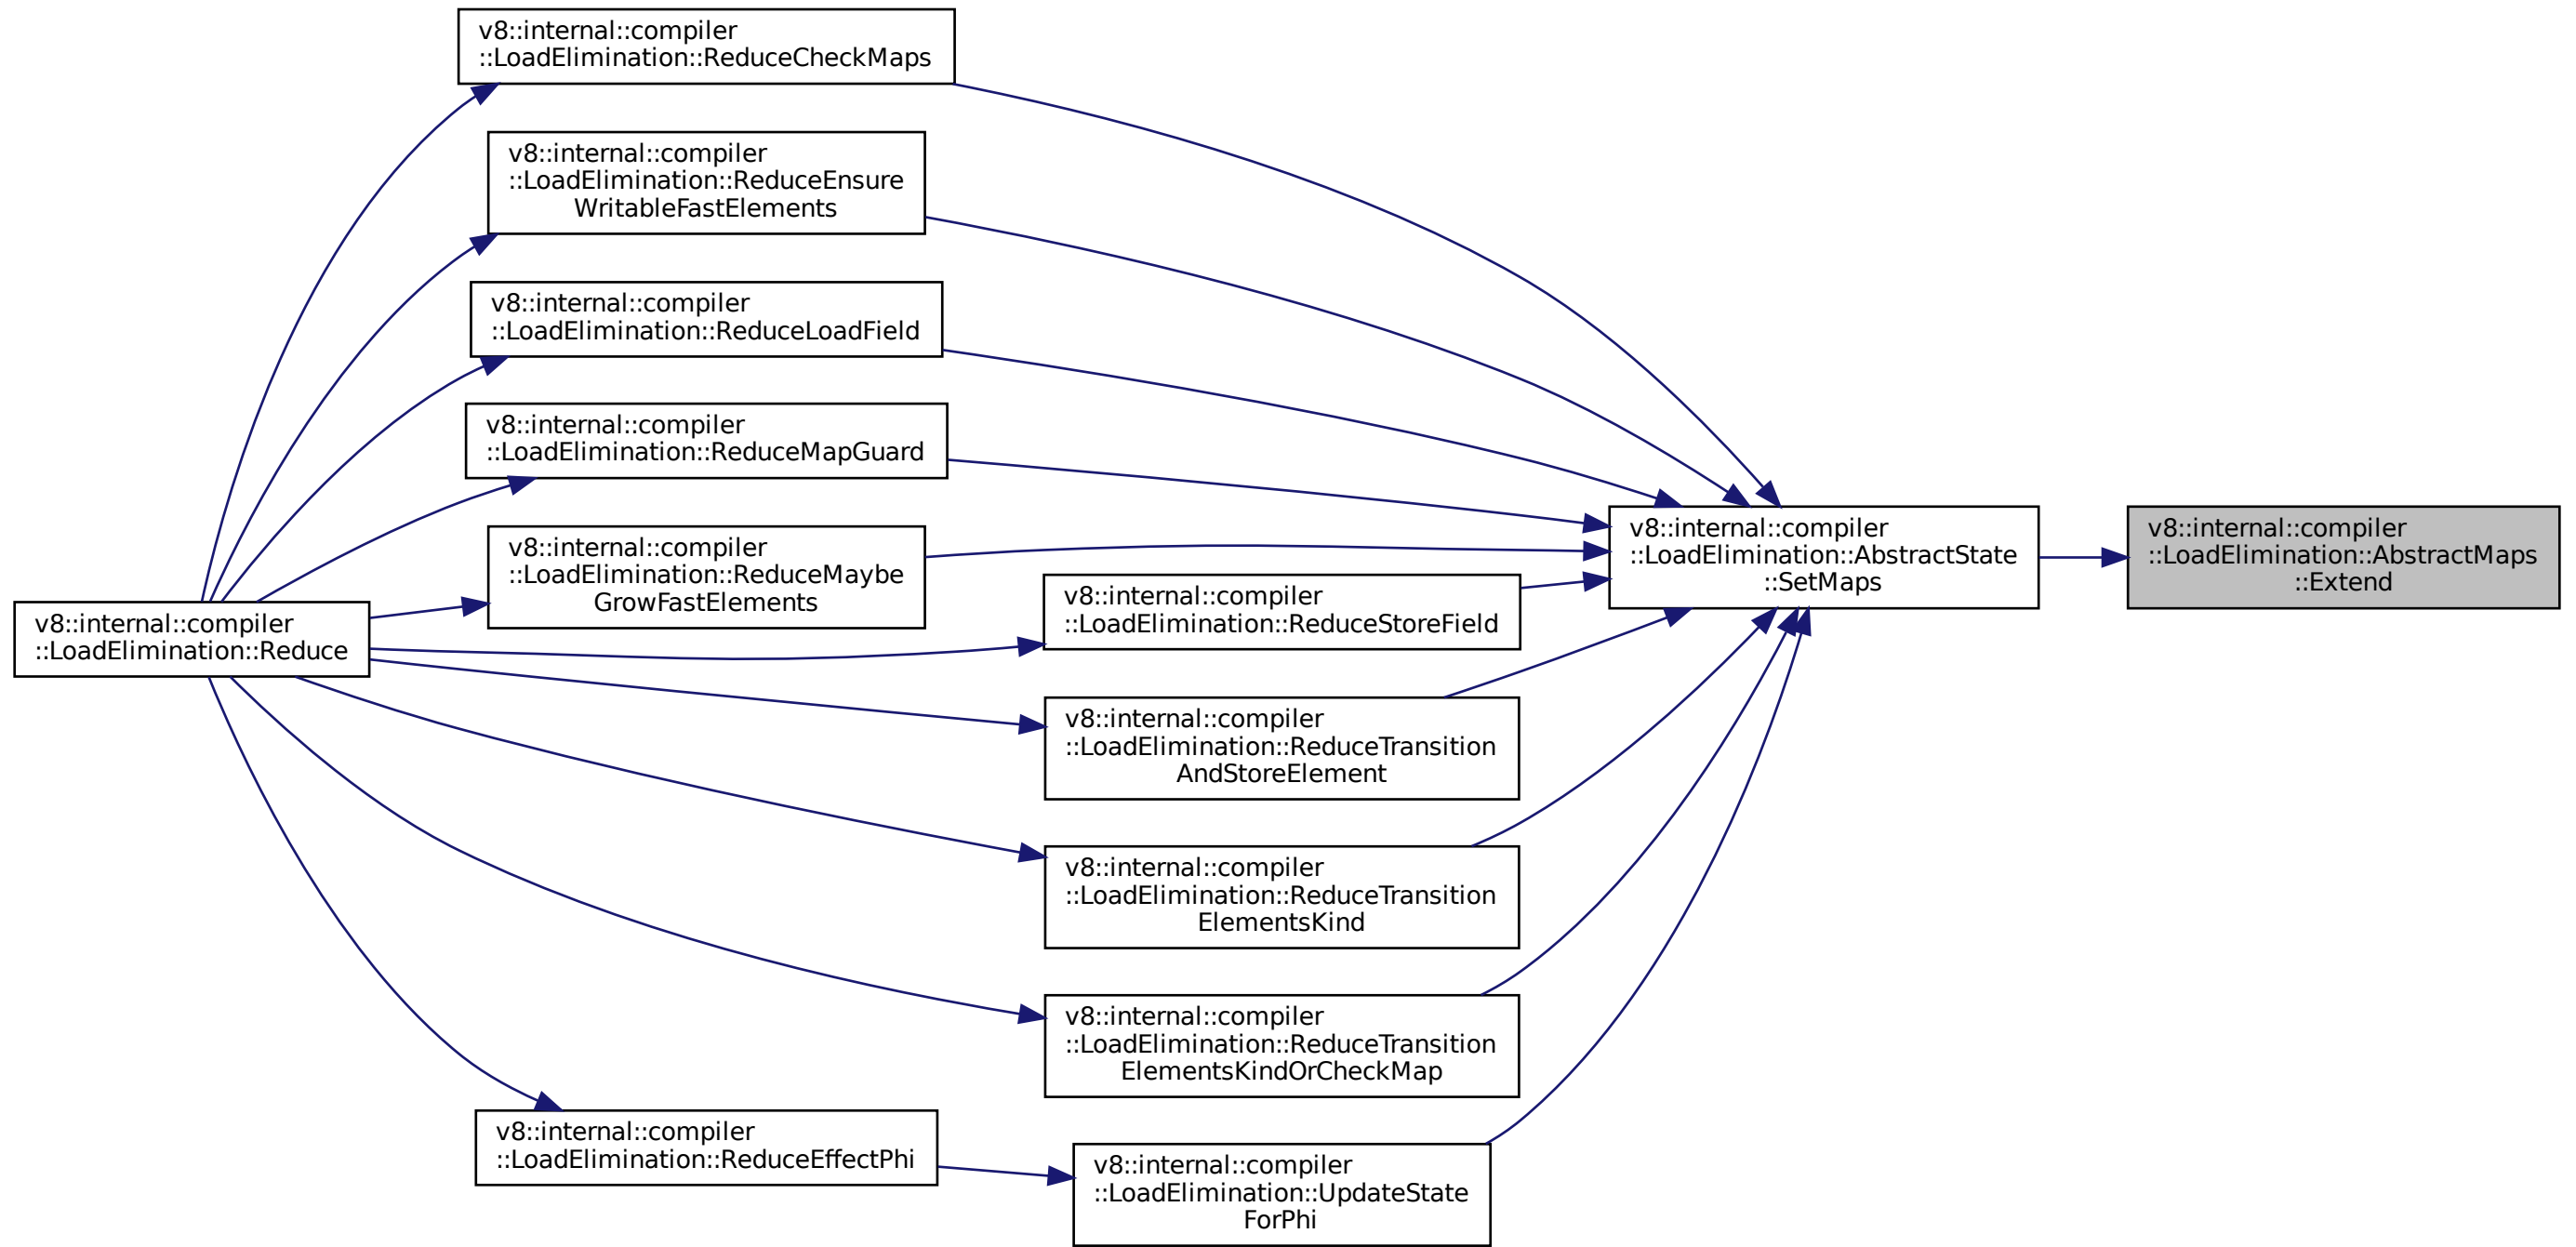 v8::internal::compiler
::LoadElimination::ReduceCheckMaps
v8::internal::compiler
::LoadElimination::ReduceEnsure
WritableFastElements
v8::internal::compiler
::LoadElimination::ReduceLoadField
v8::internal::compiler
::LoadElimination::ReduceMapGuard
v8::internal::compiler
::LoadElimination::ReduceMaybe
GrowFastElements
v8::internal::compiler
::LoadElimination::Reduce
v8::internal::compiler
::LoadElimination::ReduceStoreField
v8::internal::compiler
::LoadElimination::AbstractState
::SetMaps
v8::internal::compiler
::LoadElimination::AbstractMaps
::Extend
v8::internal::compiler
::LoadElimination::ReduceTransition
AndStoreElement
v8::internal::compiler
::LoadElimination::ReduceTransition
ElementsKind
v8::internal::compiler
::LoadElimination::ReduceTransition
ElementsKindOrCheckMap
v8::internal::compiler
::LoadElimination::ReduceEffectPhi
v8::internal::compiler
::LoadElimination::UpdateState
ForPhi